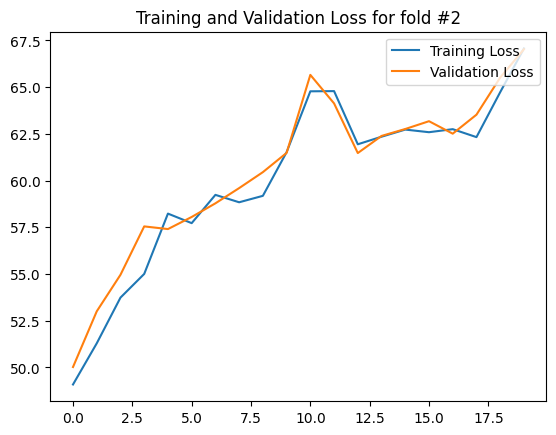 Training and Validation Loss for fold #2
Training Loss
Validation Loss
67.5
65.0
62.5
60.0
57.5
55.0
52.5
50.0
0.0 2.5 5.0 7.5 10.0 12.5 15.0 17.5